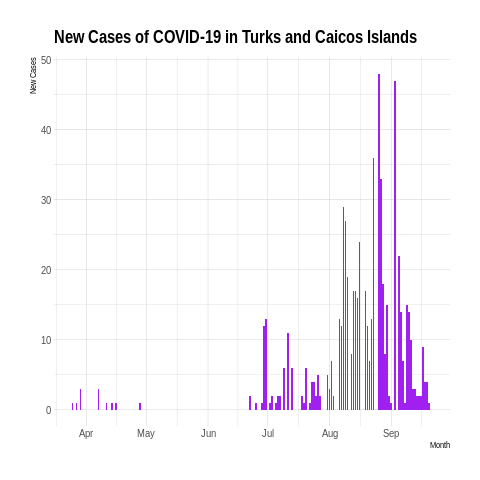 New Cases of COVID-19 in Turks and Caicos Islands
New Cases
50
40
30
20
10
0
Apr May Jun Jul Aug Sep
Month